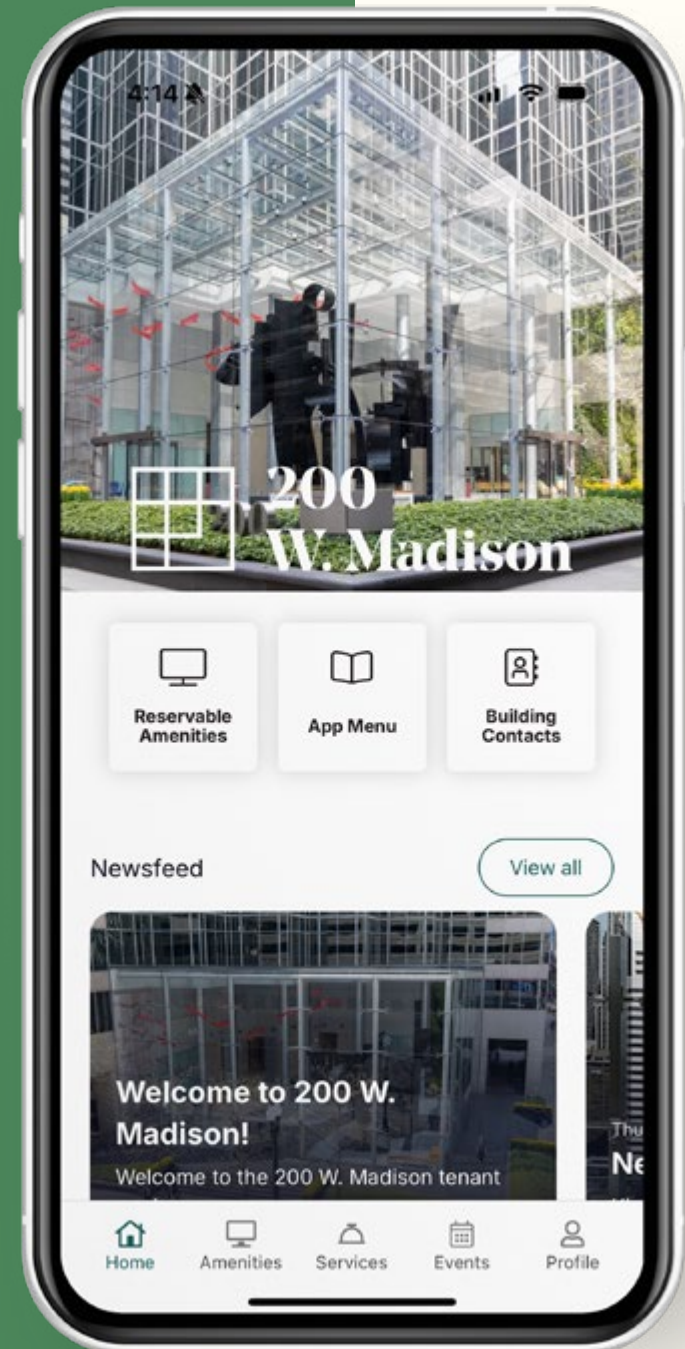 4:14
200
W. Madison
Reservable
Amenities
App Menu
Building
Contacts
Newsfeed
View all
Welcome to 200 W.
Madison!
Welcome to the 200 W. Madison tenant
Thu
Ne
Home
Amenities
Services
Events
Profile